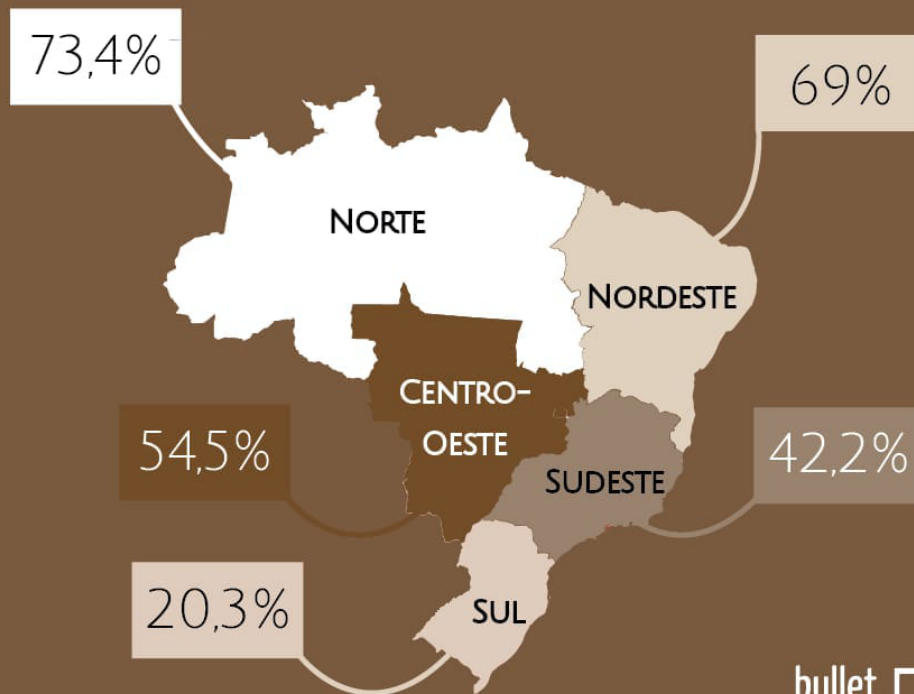 73,4%
69%
NORTE
NORDESTE
CENTRO-
OESTE
54,5%
42,2%
SUDESTE
20,3%
SUL
bullet